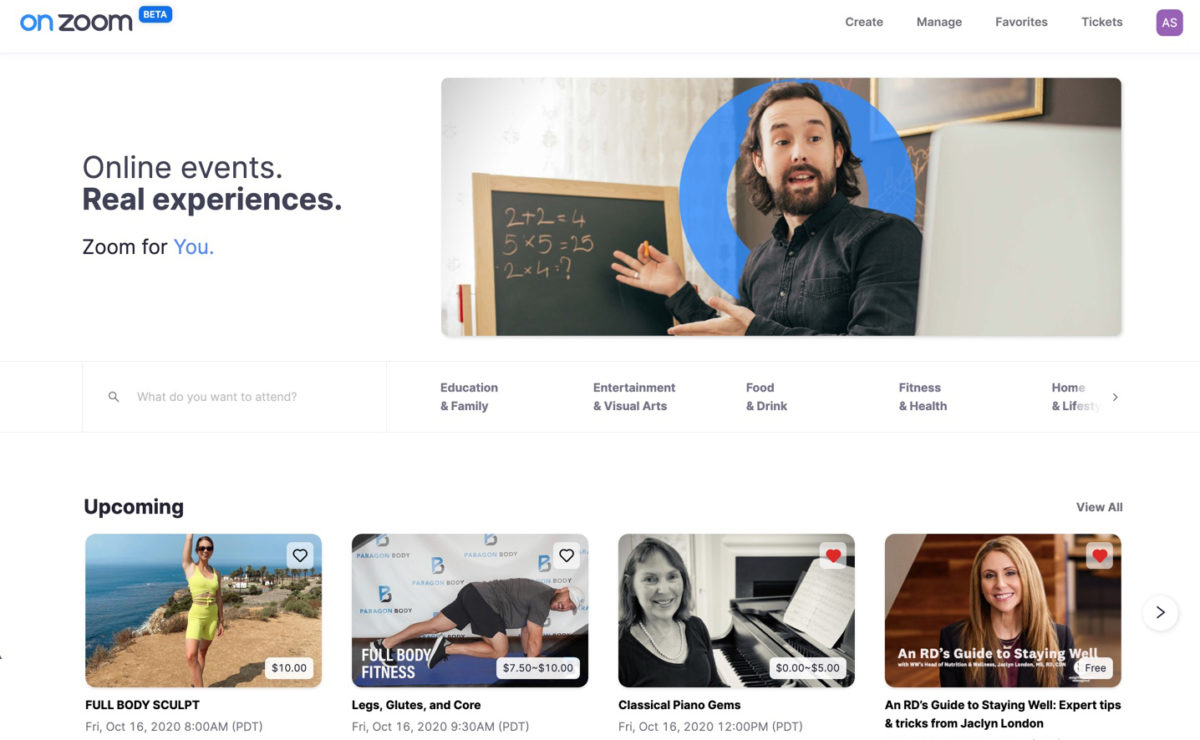 on zoom BETA
Create
Manage
Favorites
Tickets
AS
Online events.
Real experiences.
Zoom for You.
2+2=4
5×5=25
2×4=?
What do you want to attend?
Education
& Family
Entertainment
& Visual Arts
Food
& Drink
Fitness
& Health
Home
& Lifesty
Upcoming
View All
$10.00
PARAGON BODY
PARAGON BODY
PARAGON BODY
PARAGON BODY
FULL BODY
FITNESS
$7.50~$10.00
$0.00~$5.00
An RD's Guide to Staying Well
with WW's Head of Nutrition & Wellness, Jaclyn London, MS, RD, CDN
Free
FULL BODY SCULPT
Fri, Oct 16, 2020 8:00AM (PDT)
Legs, Glutes, and Core
Fri, Oct 16, 2020 9:30AM (PDT)
Classical Piano Gems
Fri, Oct 16, 2020 12:00PM (PDT)
An RD's Guide to Staying Well: Expert tips
& tricks from Jaclyn London